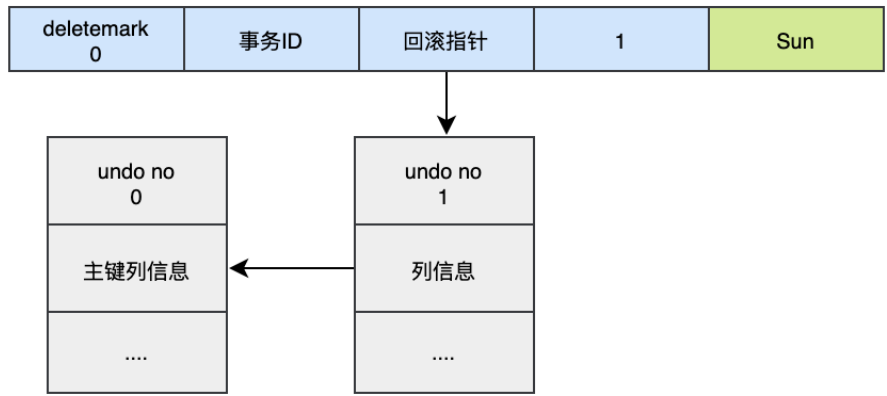 deletemark
0
事务ID
回滚指针
1
Sun
undo no
0
主键列信息
....
undo no
1
列信息
....